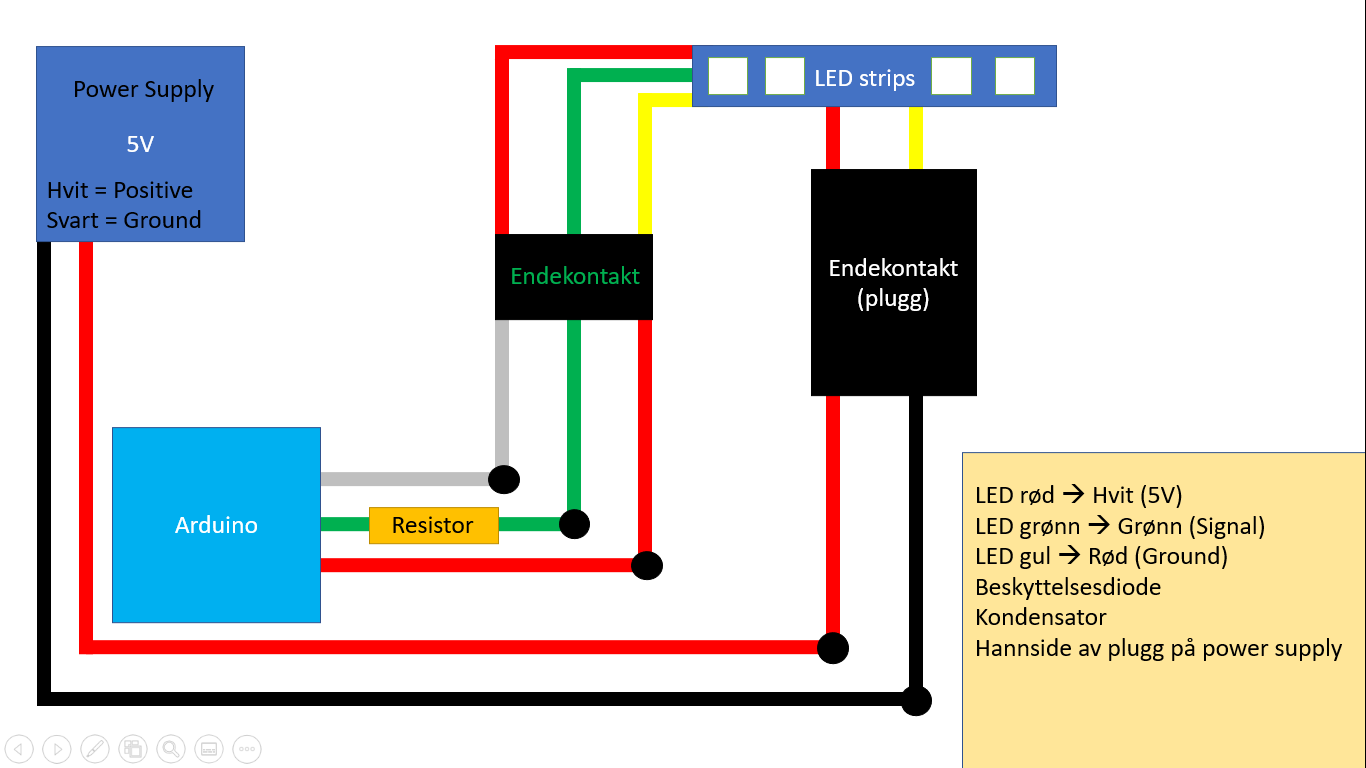 Power Supply
5V
Hvit = Positive
Svart = Ground
LED strips
Endekontakt
Endekontakt
(plugg)
Arduino
Resistor
LED rød → Hvit (5V)
LED grønn → Grønn (Signal)
LED gul → Rød (Ground)
Beskyttelsesdiode
Kondensator
Hannside av plugg på power supply